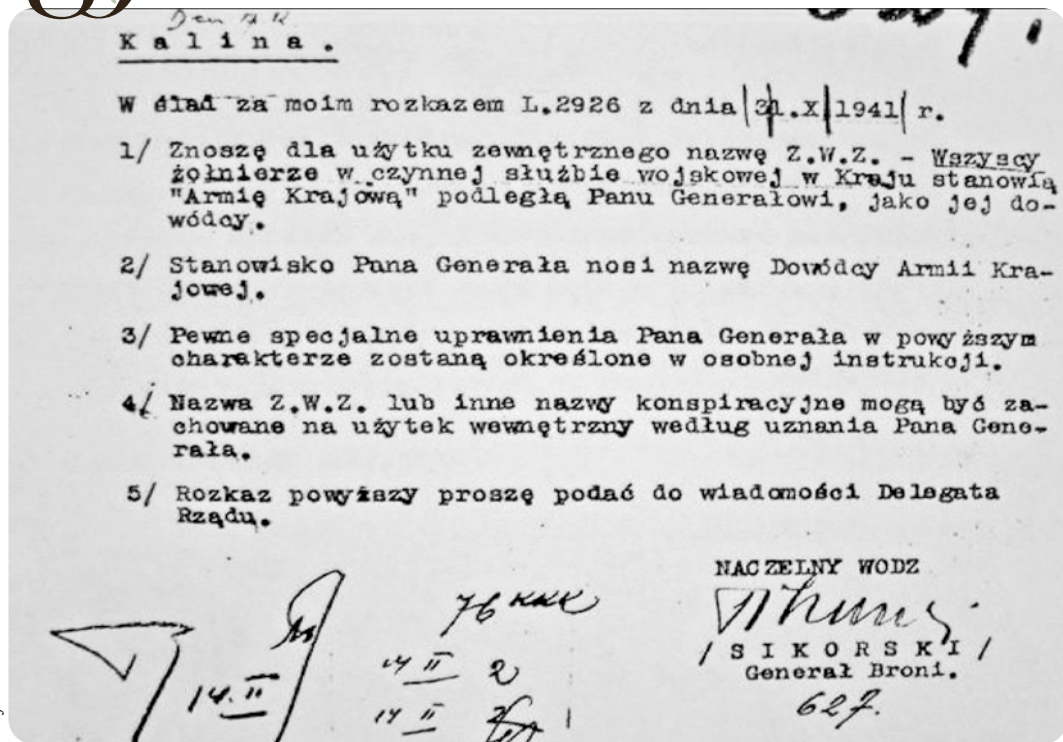 Kalina.
W ślad za moim rozkazem L.2926 z dnia 31.X.1941 r.
1/ Znoszę dla użytku zewnętrznego nazwę Z.W.Z. - Wszyscy
żołnierze w czynnej służbie wojskowej w Kraju stanowią
"Armię Krajową" podległą Panu Generałowi, jako jej do-
wódcy.
2/ Stanowisko Pana Generała nosi nazwę Dowódcy Armii Kra-
jowej.
3/ Pewne specjalne uprawnienia Pana Generała w powyższym
charakterze zostaną określone w osobnej instrukcji.
4/ Nazwa Z.W.Z. lub inne nazwy konspiracyjne mogą być za-
chowane na użytek wewnętrzny według uznania Pana Gene-
rała.
5/ Rozkaz powyższy proszę podać do wiadomości Delegata
Rządu.
NACZELNY WODZ
/ S I K O R S K I /
Generał Broni.
627.
14.II
14 II 2
14 II